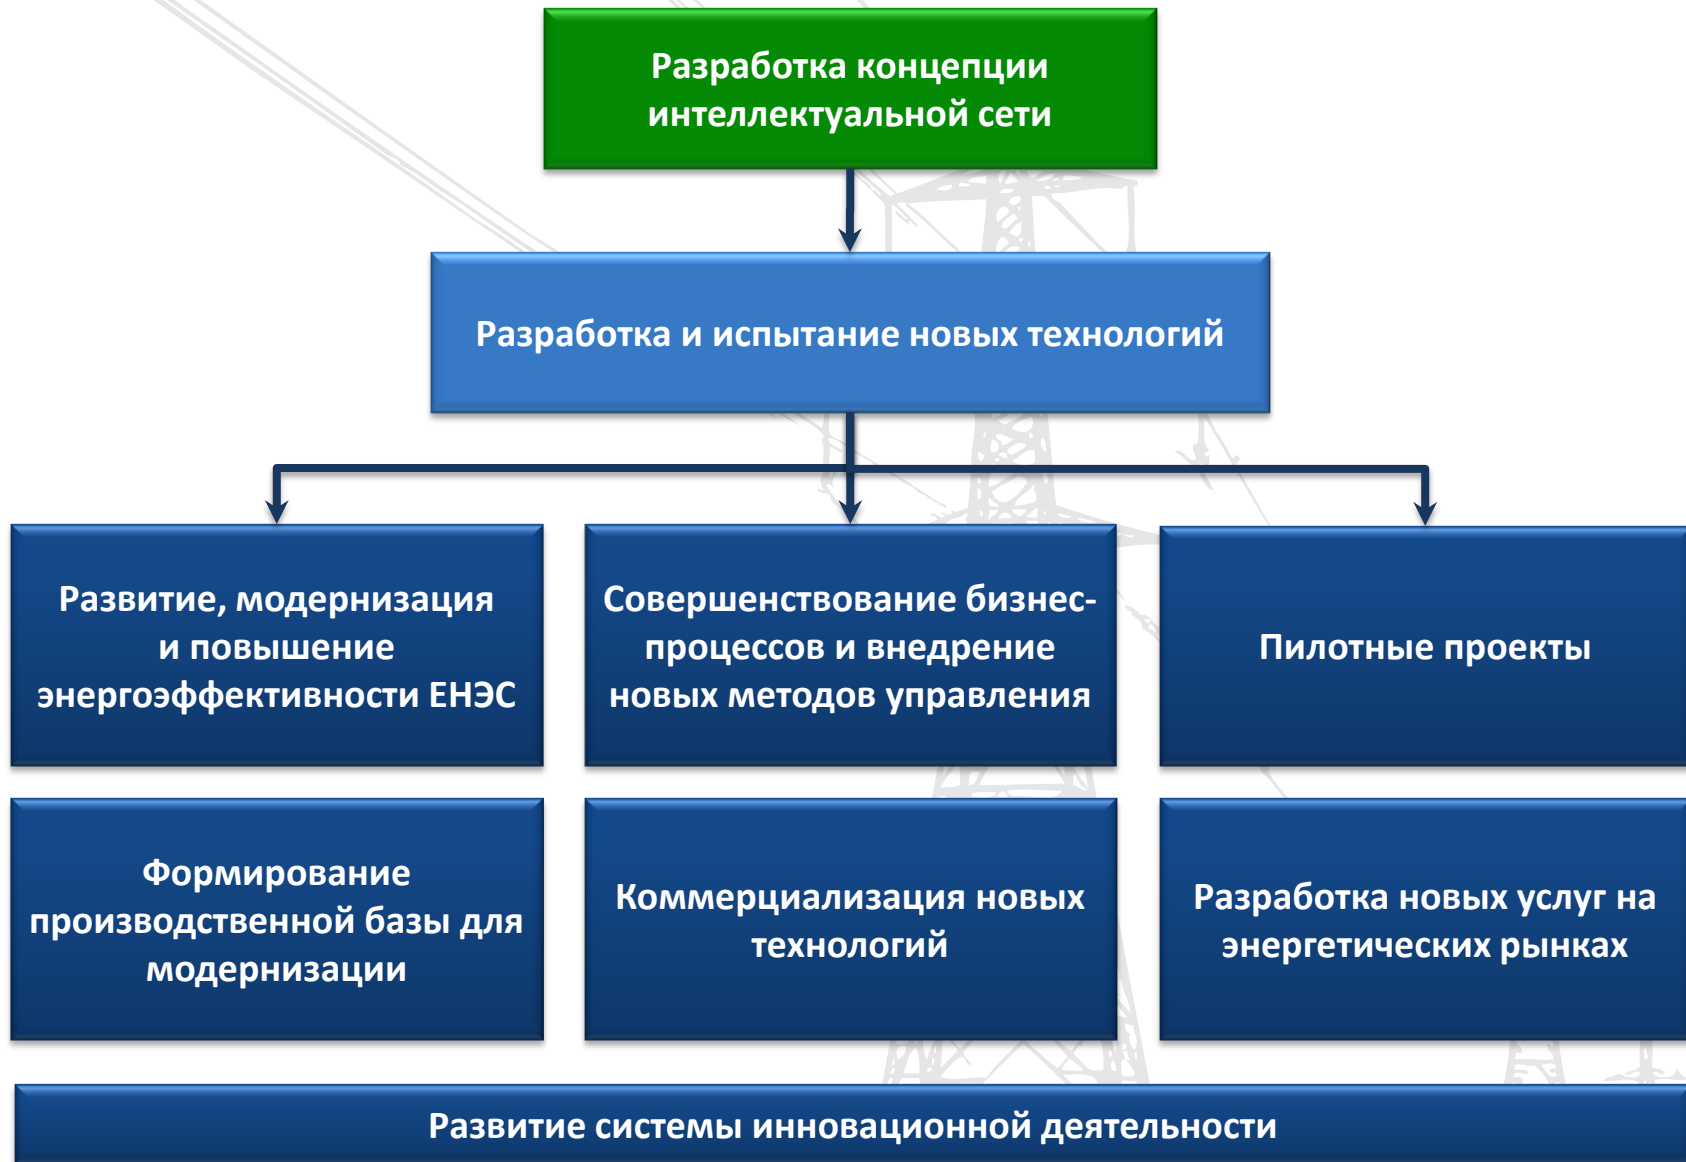 Разработка концепции
интеллектуальной сети
Разработка и испытание новых технологий
Развитие, модернизация
и повышение
энергоэффективности ЕНЭС
Совершенствование бизнес-
процессов и внедрение
новых методов управления
Пилотные проекты
Формирование
производственной базы для
модернизации
Коммерциализация новых
технологий
Разработка новых услуг на
энергетических рынках
Развитие системы инновационной деятельности